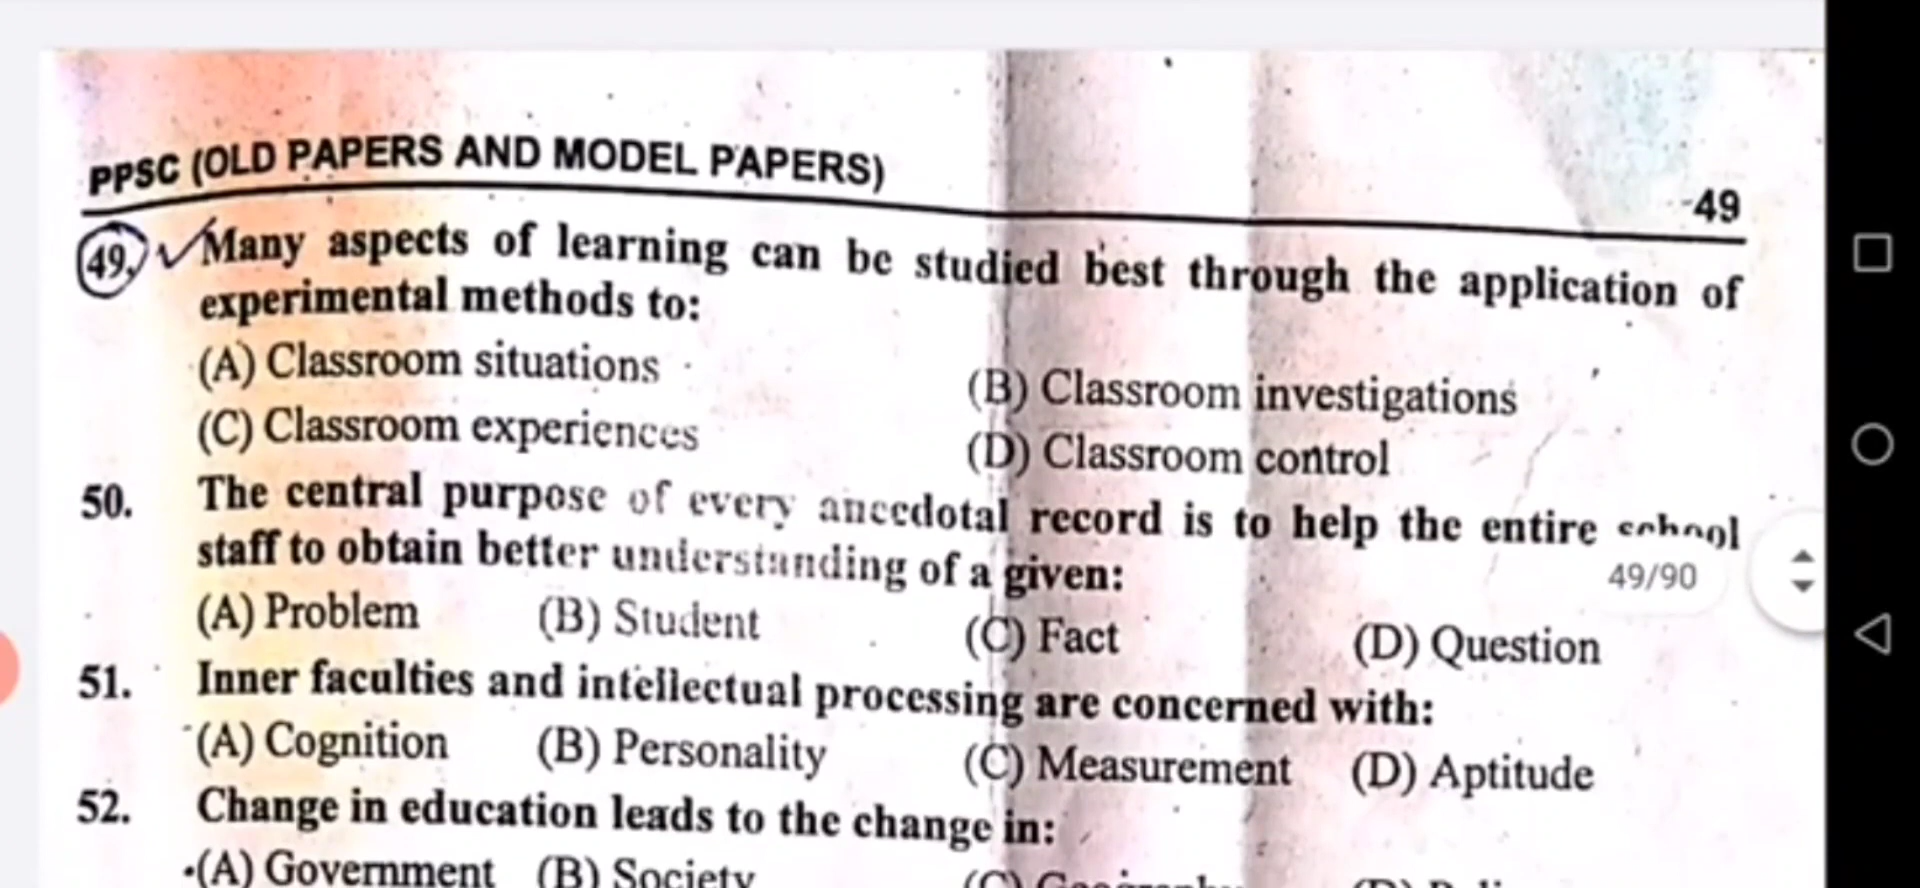 PPSC (OLD PAPERS AND MODEL PAPERS)
49
49. Many aspects of learning can be studied best through the application of
experimental methods to:
(A) Classroom situations (B) Classroom investigations
(C) Classroom experiences (D) Classroom control
50. The central purpose of every anecdotal record is to help the entire school
staff to obtain better understanding of a given:
49/90
(A) Problem (B) Student (C) Fact (D) Question
51. Inner faculties and intellectual processing are concerned with:
(A) Cognition (B) Personality (C) Measurement (D) Aptitude
52. Change in education leads to the change in:
(A) Government (B) Society (C) (D)